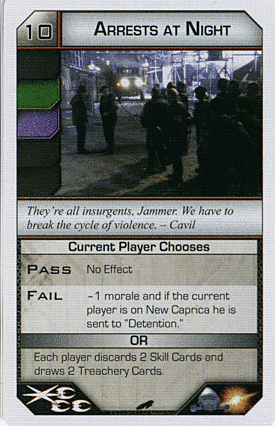 10 ARRESTS AT NIGHT
They're all insurgents, Jammer. We have to
break the cycle of violence. – Cavil
Current Player Chooses
PASS No Effect
FAIL -1 morale and if the current
player is on New Caprica he is
sent to "Detention."
OR
Each player discards 2 Skill Cards and
draws 2 Treachery Cards.